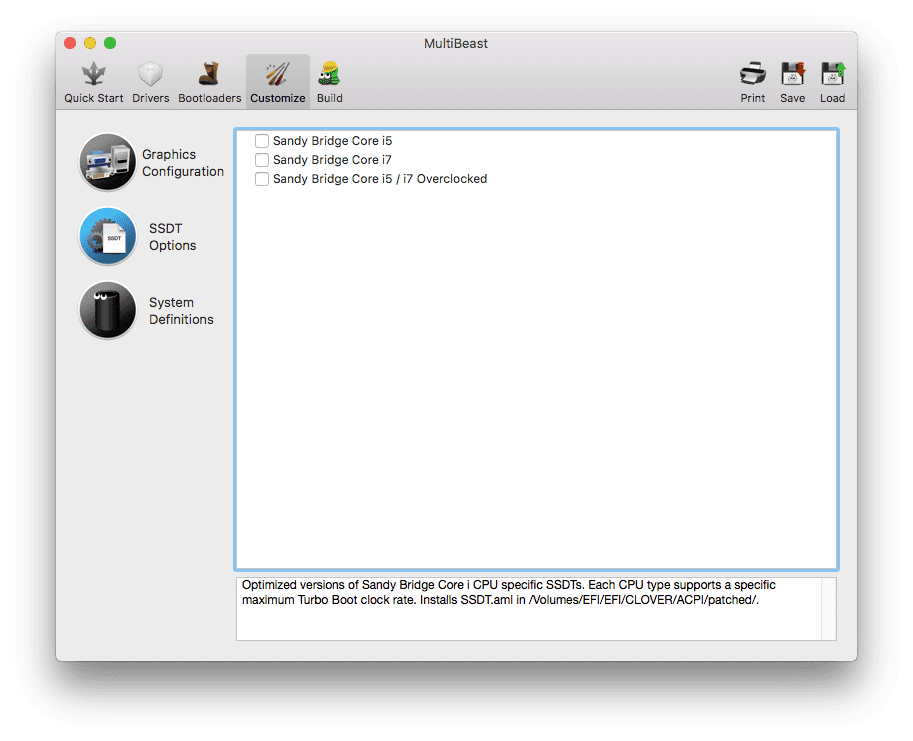 MultiBeast
Quick Start
Drivers
Bootloaders
Customize
Build
Print
Save
Load
Graphics
Configuration
SSDT
SSDT
Options
System
Definitions
Sandy Bridge Core i5
Sandy Bridge Core i7
Sandy Bridge Core i5 / i7 Overclocked
Optimized versions of Sandy Bridge Core i CPU specific SSDTs. Each CPU type supports a specific
maximum Turbo Boot clock rate. Installs SSDT.aml in /Volumes/EFI/EFI/CLOVER/ACPI/patched/.